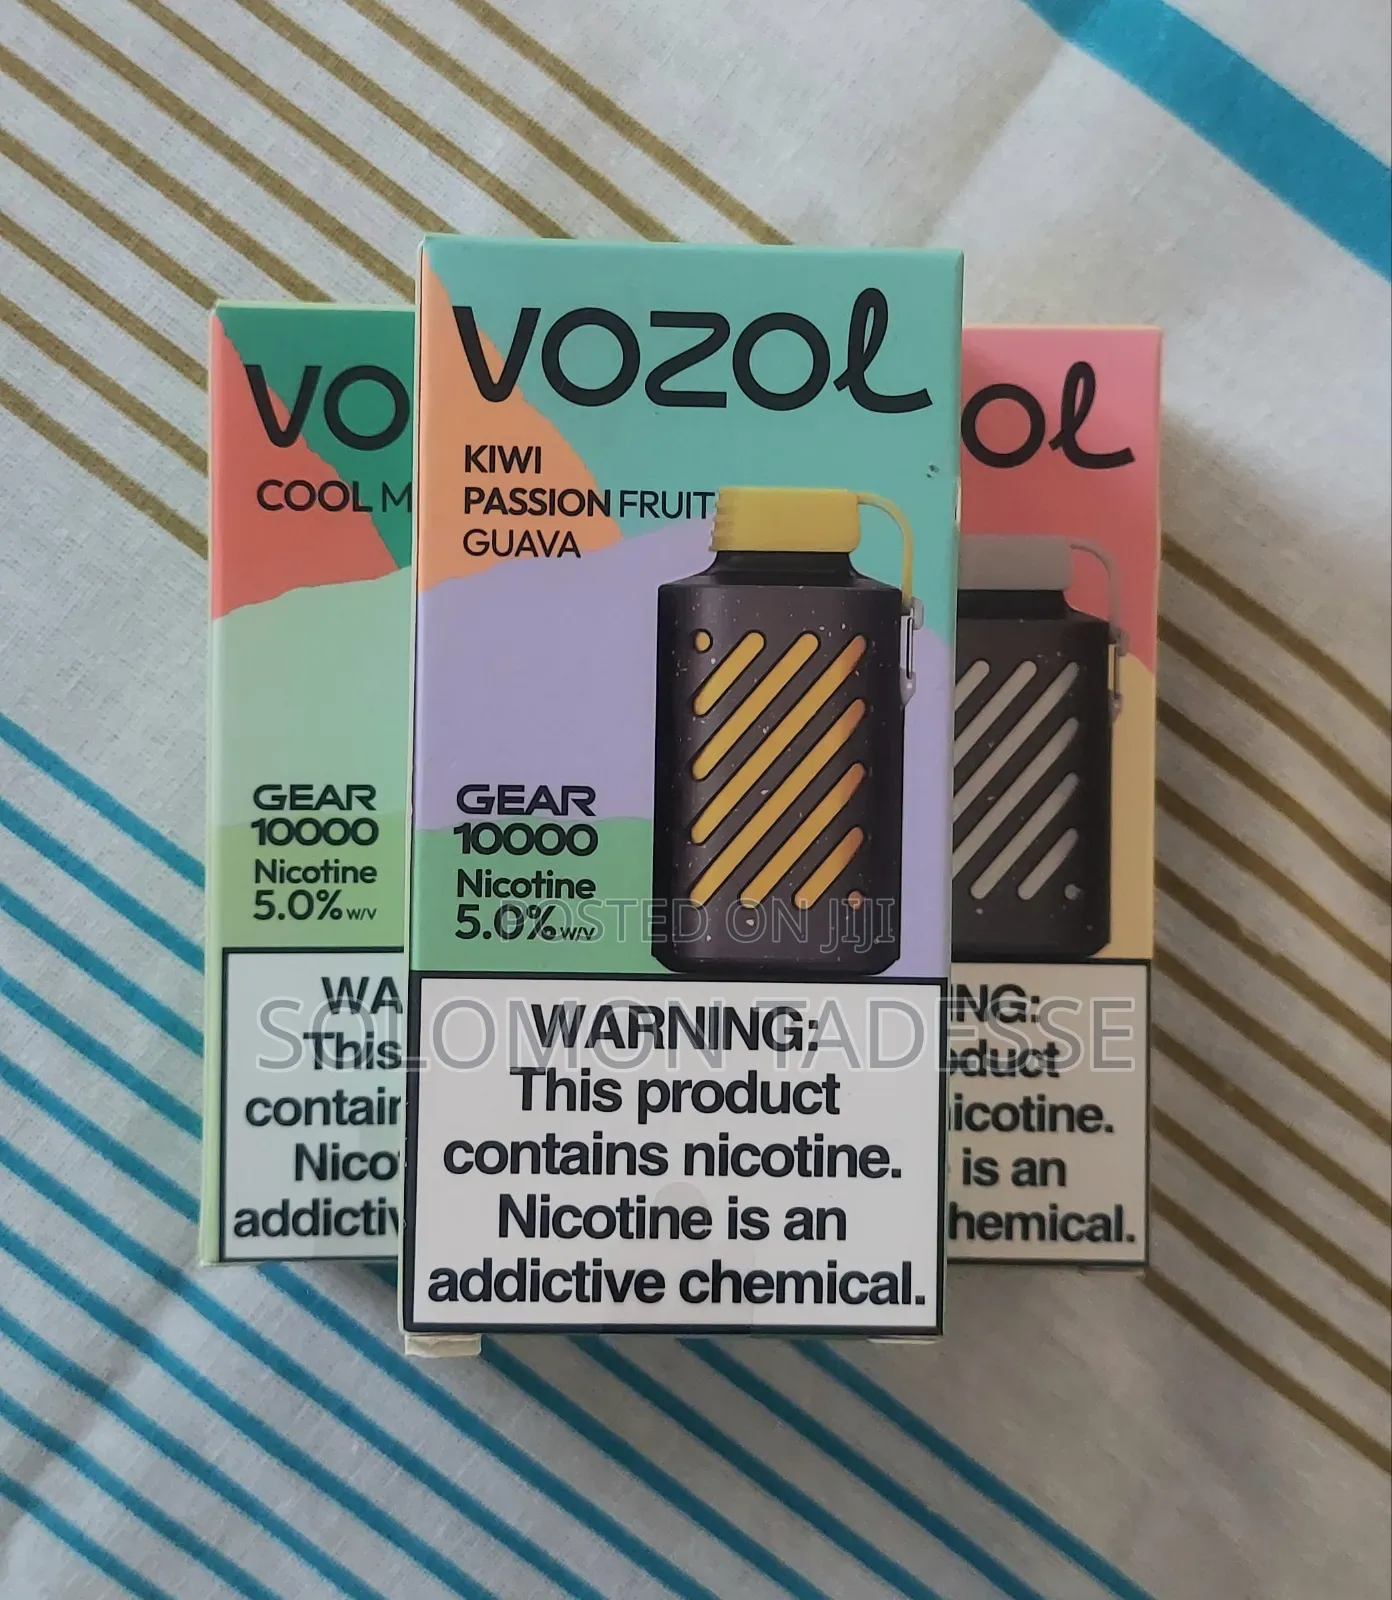 VOZOL
KIWI
PASSION FRUIT
GUAVA
GEAR
10000
Nicotine
5.0% w/v
WARNING:
This product
contains nicotine.
Nicotine is an
addictive chemical.
VO
COOL M
GEAR
10000
Nicotine
5.0% w/v
WA
This
contain
Nico
addictiv
OL
NG:
duct
icotine.
is an
hemical.
POSTED ON JIJI
SOLOMON TADESSE